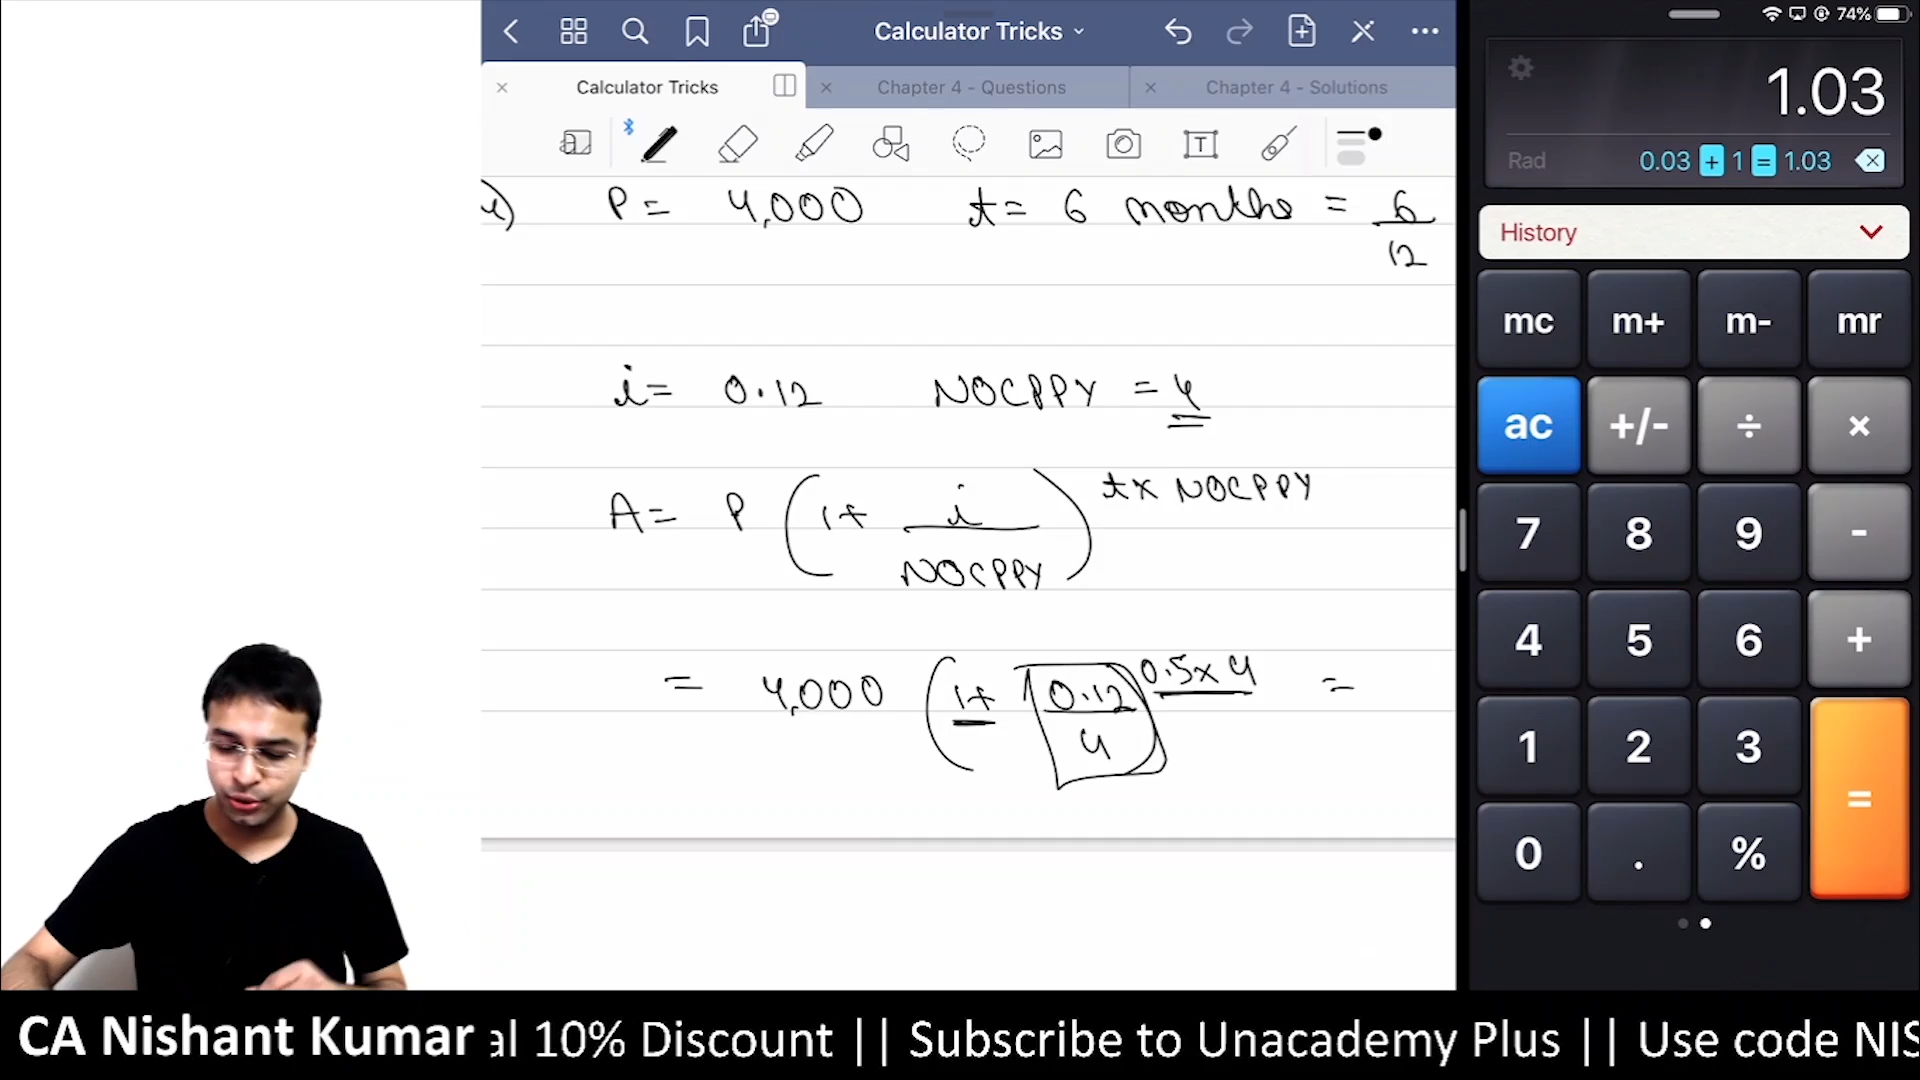 Calculator Tricks
74%
Calculator Tricks
Chapter 4 - Questions
Chapter 4 - Solutions
1.03
Rad 0.03 + 1 = 1.03
History
P = 4,000 t = 6 months = 6/12
i = 0.12 NOCPPY = 4
A = P (1+ i/NOCPPY)^t× NOCPPY
= 4,000 (1+ 0.12/4)^0.5×4 =
mc m+ m- mr
ac +/- ÷ ×
7 8 9 -
4 5 6 +
1 2 3 =
0 . %
CA Nishant Kumar al 10% Discount || Subscribe to Unacademy Plus || Use code NIS